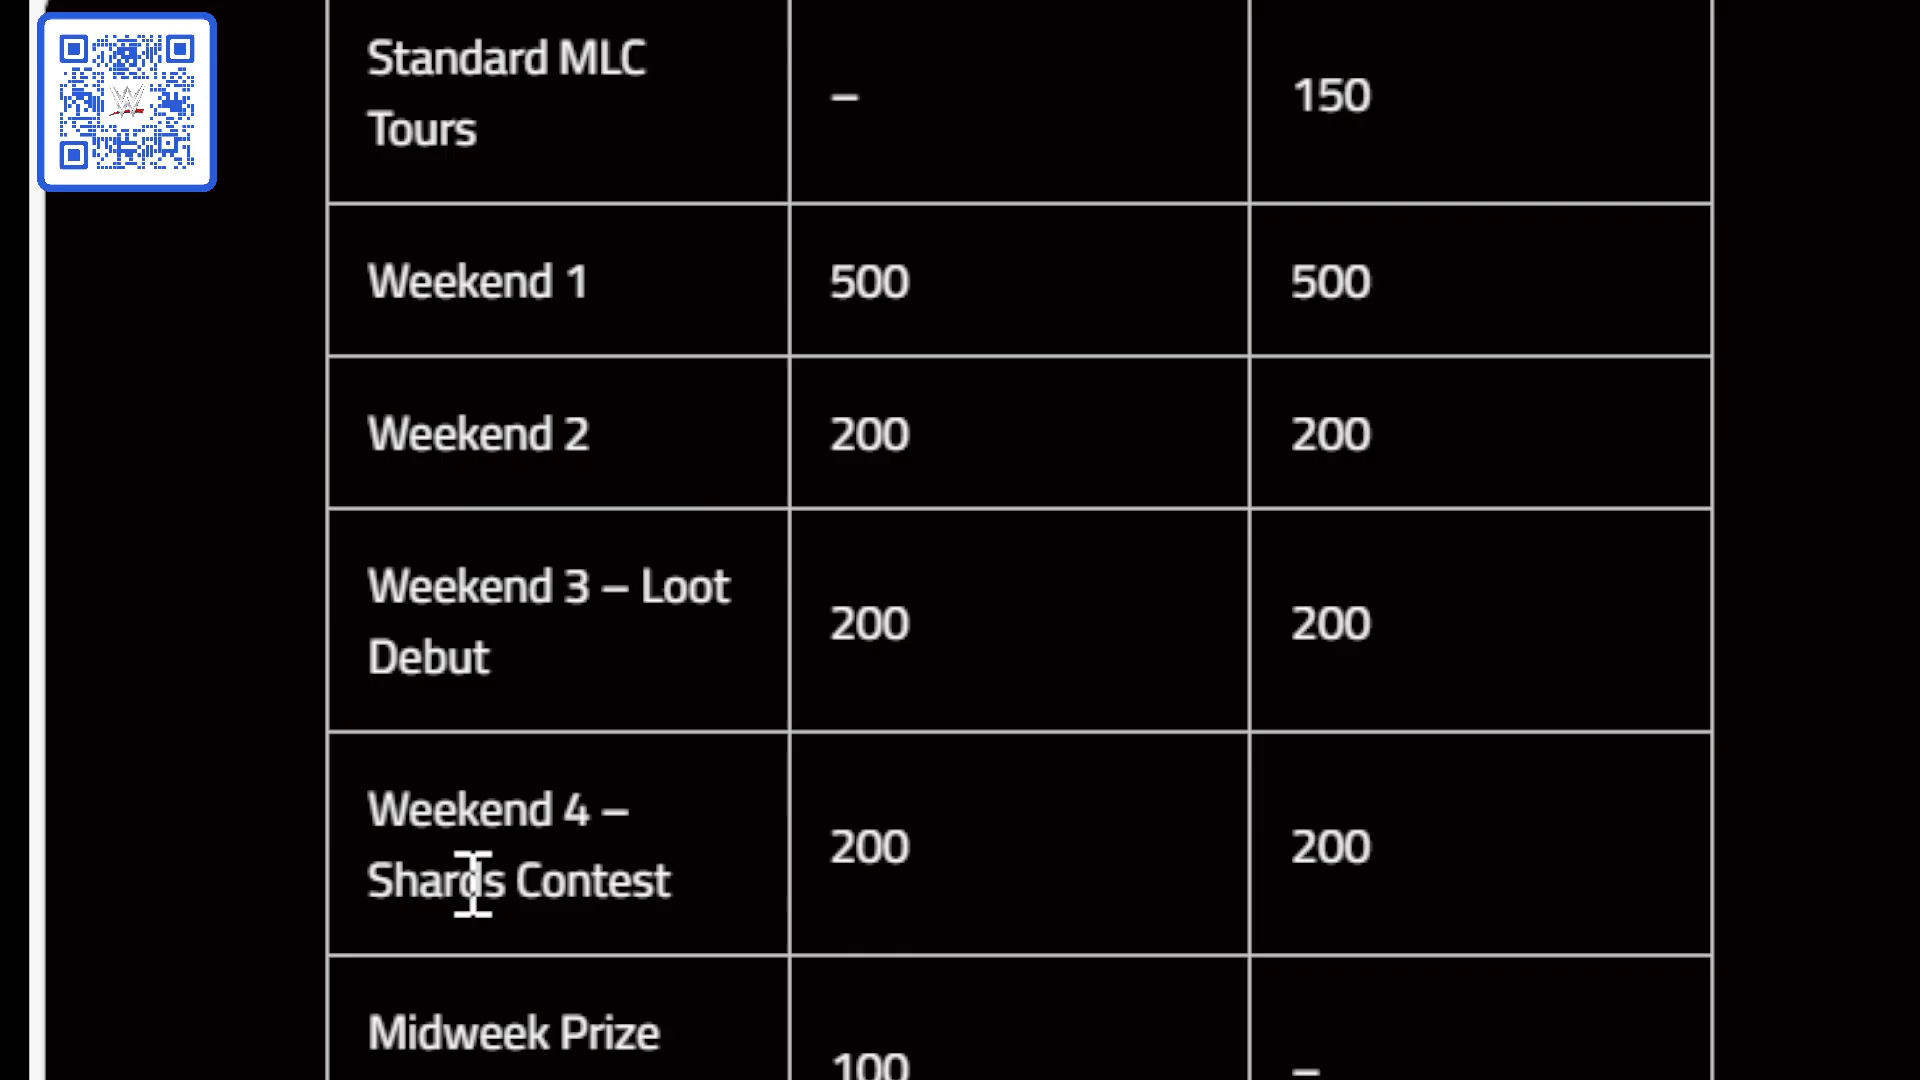 Standard MLC
Tours
–
150
Weekend 1
500
500
Weekend 2
200
200
Weekend 3 – Loot
Debut
200
200
Weekend 4 –
Shards Contest
200
200
Midweek Prize
100
–